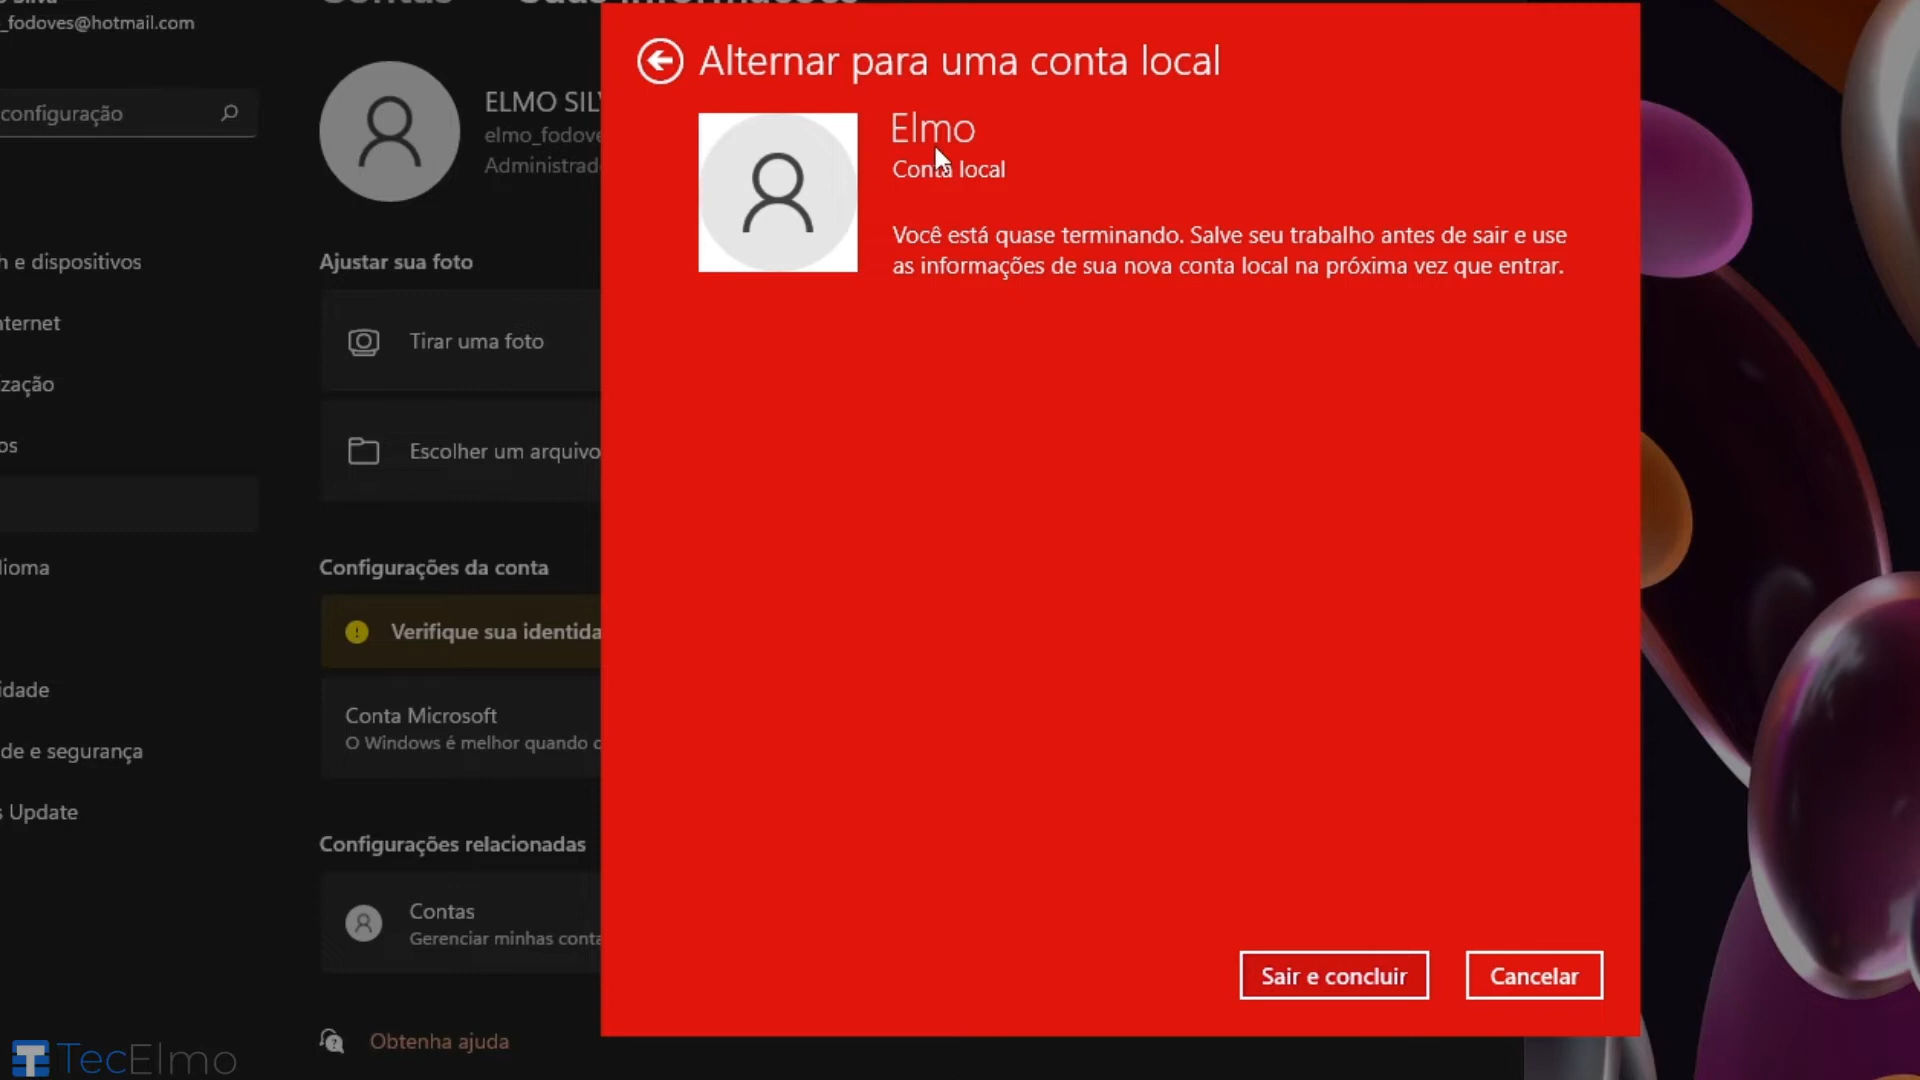 _fodoves@hotmail.com
configuração
h e dispositivos
nternet
zação
os
dioma
idade
de e segurança
s Update
ELMO SIL
elmo_fodove
Administrad
Ajustar sua foto
Tirar uma foto
Escolher um arquivo
Configurações da conta
Verifique sua identida
Conta Microsoft
O Windows é melhor quando
Configurações relacionadas
Contas
Gerenciar minhas conta
Obtenha ajuda
Alternar para uma conta local
Elmo
Conta local
Você está quase terminando. Salve seu trabalho antes de sair e use
as informações de sua nova conta local na próxima vez que entrar.
Sair e concluir
Cancelar
TecElmo